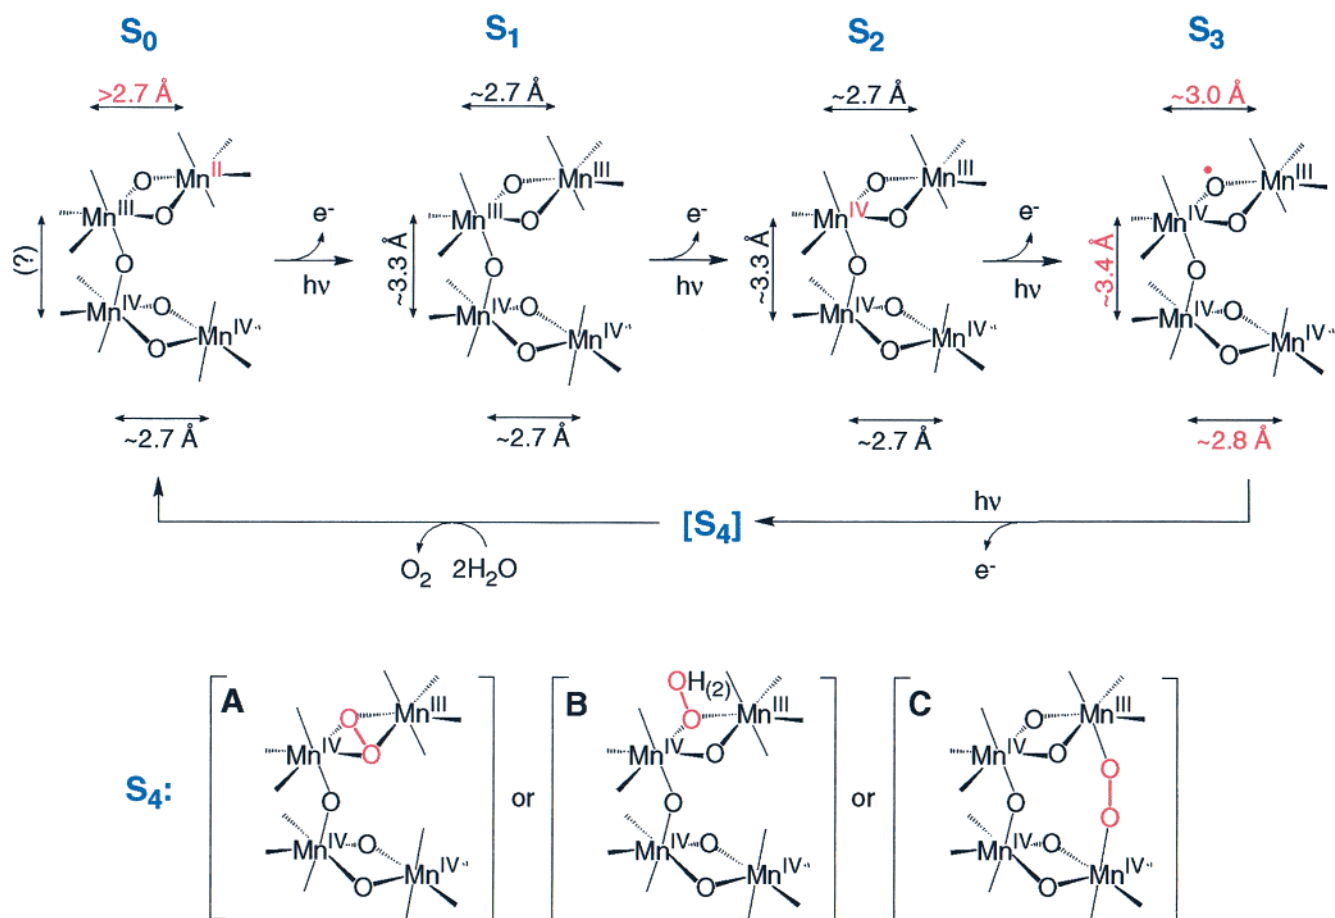 S₀ S₁ S₂ S₃
>2.7 Å ~2.7 Å ~2.7 Å ~3.0 Å
Mn II Mn III Mn III Mn III
O O O O
Mn III O Mn III O Mn IV O Mn IV O
(?) ~3.3 Å ~3.3 Å ~3.4 Å
e⁻ e⁻ e⁻
O O O O
hν hν hν
Mn IV O Mn IV O Mn IV O Mn IV O
O Mn IV O Mn IV O Mn IV O Mn IV
~2.7 Å ~2.7 Å ~2.7 Å ~2.8 Å
hν
[S₄]
O₂ 2H₂O e⁻
A B C
OH(2)
O Mn III O Mn III O Mn III
Mn IV O Mn IV O Mn IV O
O
S₄: O or O or O
O
Mn IV O Mn IV O Mn IV O
O Mn IV O Mn IV O Mn IV